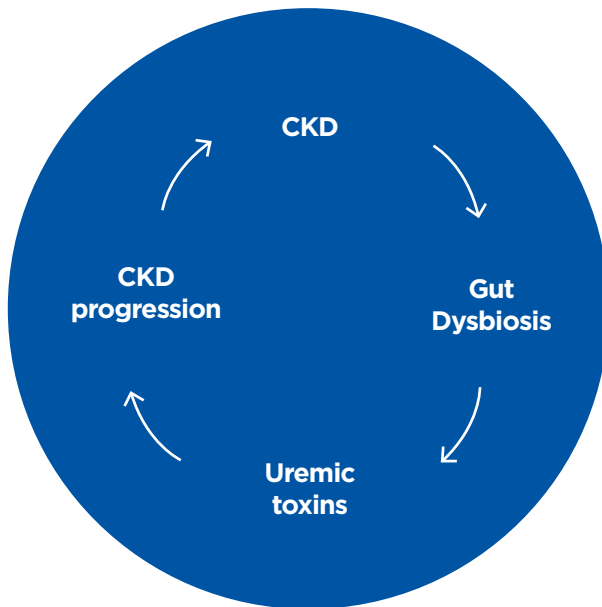 CKD
Gut
Dysbiosis
Uremic
toxins
CKD
progression